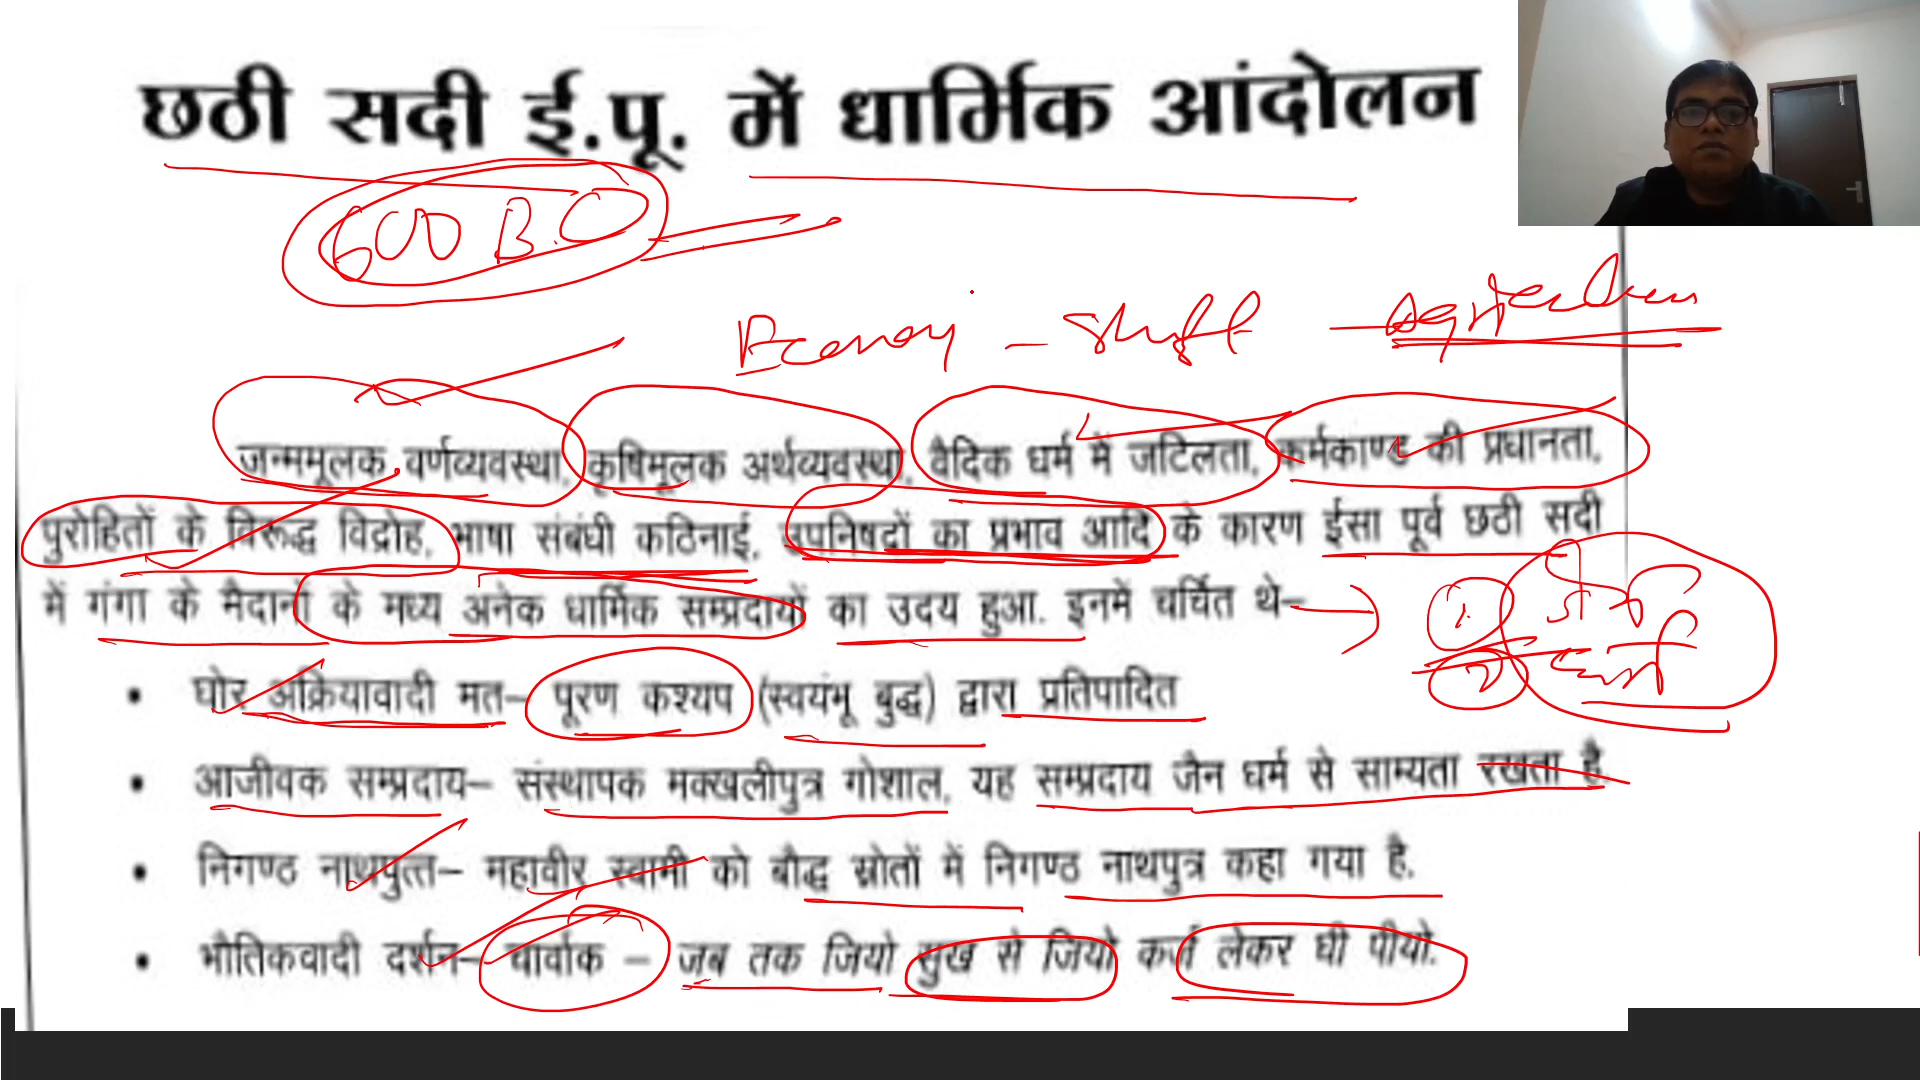 छठी सदी ई.पू. में धार्मिक आंदोलन
600 B.C
Economy - Shift - Agriculture
जन्ममूलक वर्णव्यवस्था, कृषिमूलक अर्थव्यवस्था, वैदिक धर्म में जटिलता, कर्मकाण्ड की प्रधानता,
पुरोहितों के विरूद्ध विद्रोह, भाषा संबंधी कठिनाई, उपनिषदों का प्रभाव आदि के कारण ईसा पूर्व छठी सदी
में गंगा के मैदानों के मध्य अनेक धार्मिक सम्प्रदायों का उदय हुआ. इनमें चर्चित थे–
• घोर अक्रियावादी मत– पूरण कश्यप (स्वयंभू बुद्ध) द्वारा प्रतिपादित
• आजीवक सम्प्रदाय– संस्थापक मक्खलीपुत्र गोशाल, यह सम्प्रदाय जैन धर्म से साम्यता रखता है.
• निगण्ठ नाथपुत्त– महावीर स्वामी को बौद्ध स्रोतों में निगण्ठ नाथपुत्र कहा गया है.
• भौतिकवादी दर्शन– चार्वाक – जब तक जियो सुख से जियो कर्ज लेकर घी पीयो.